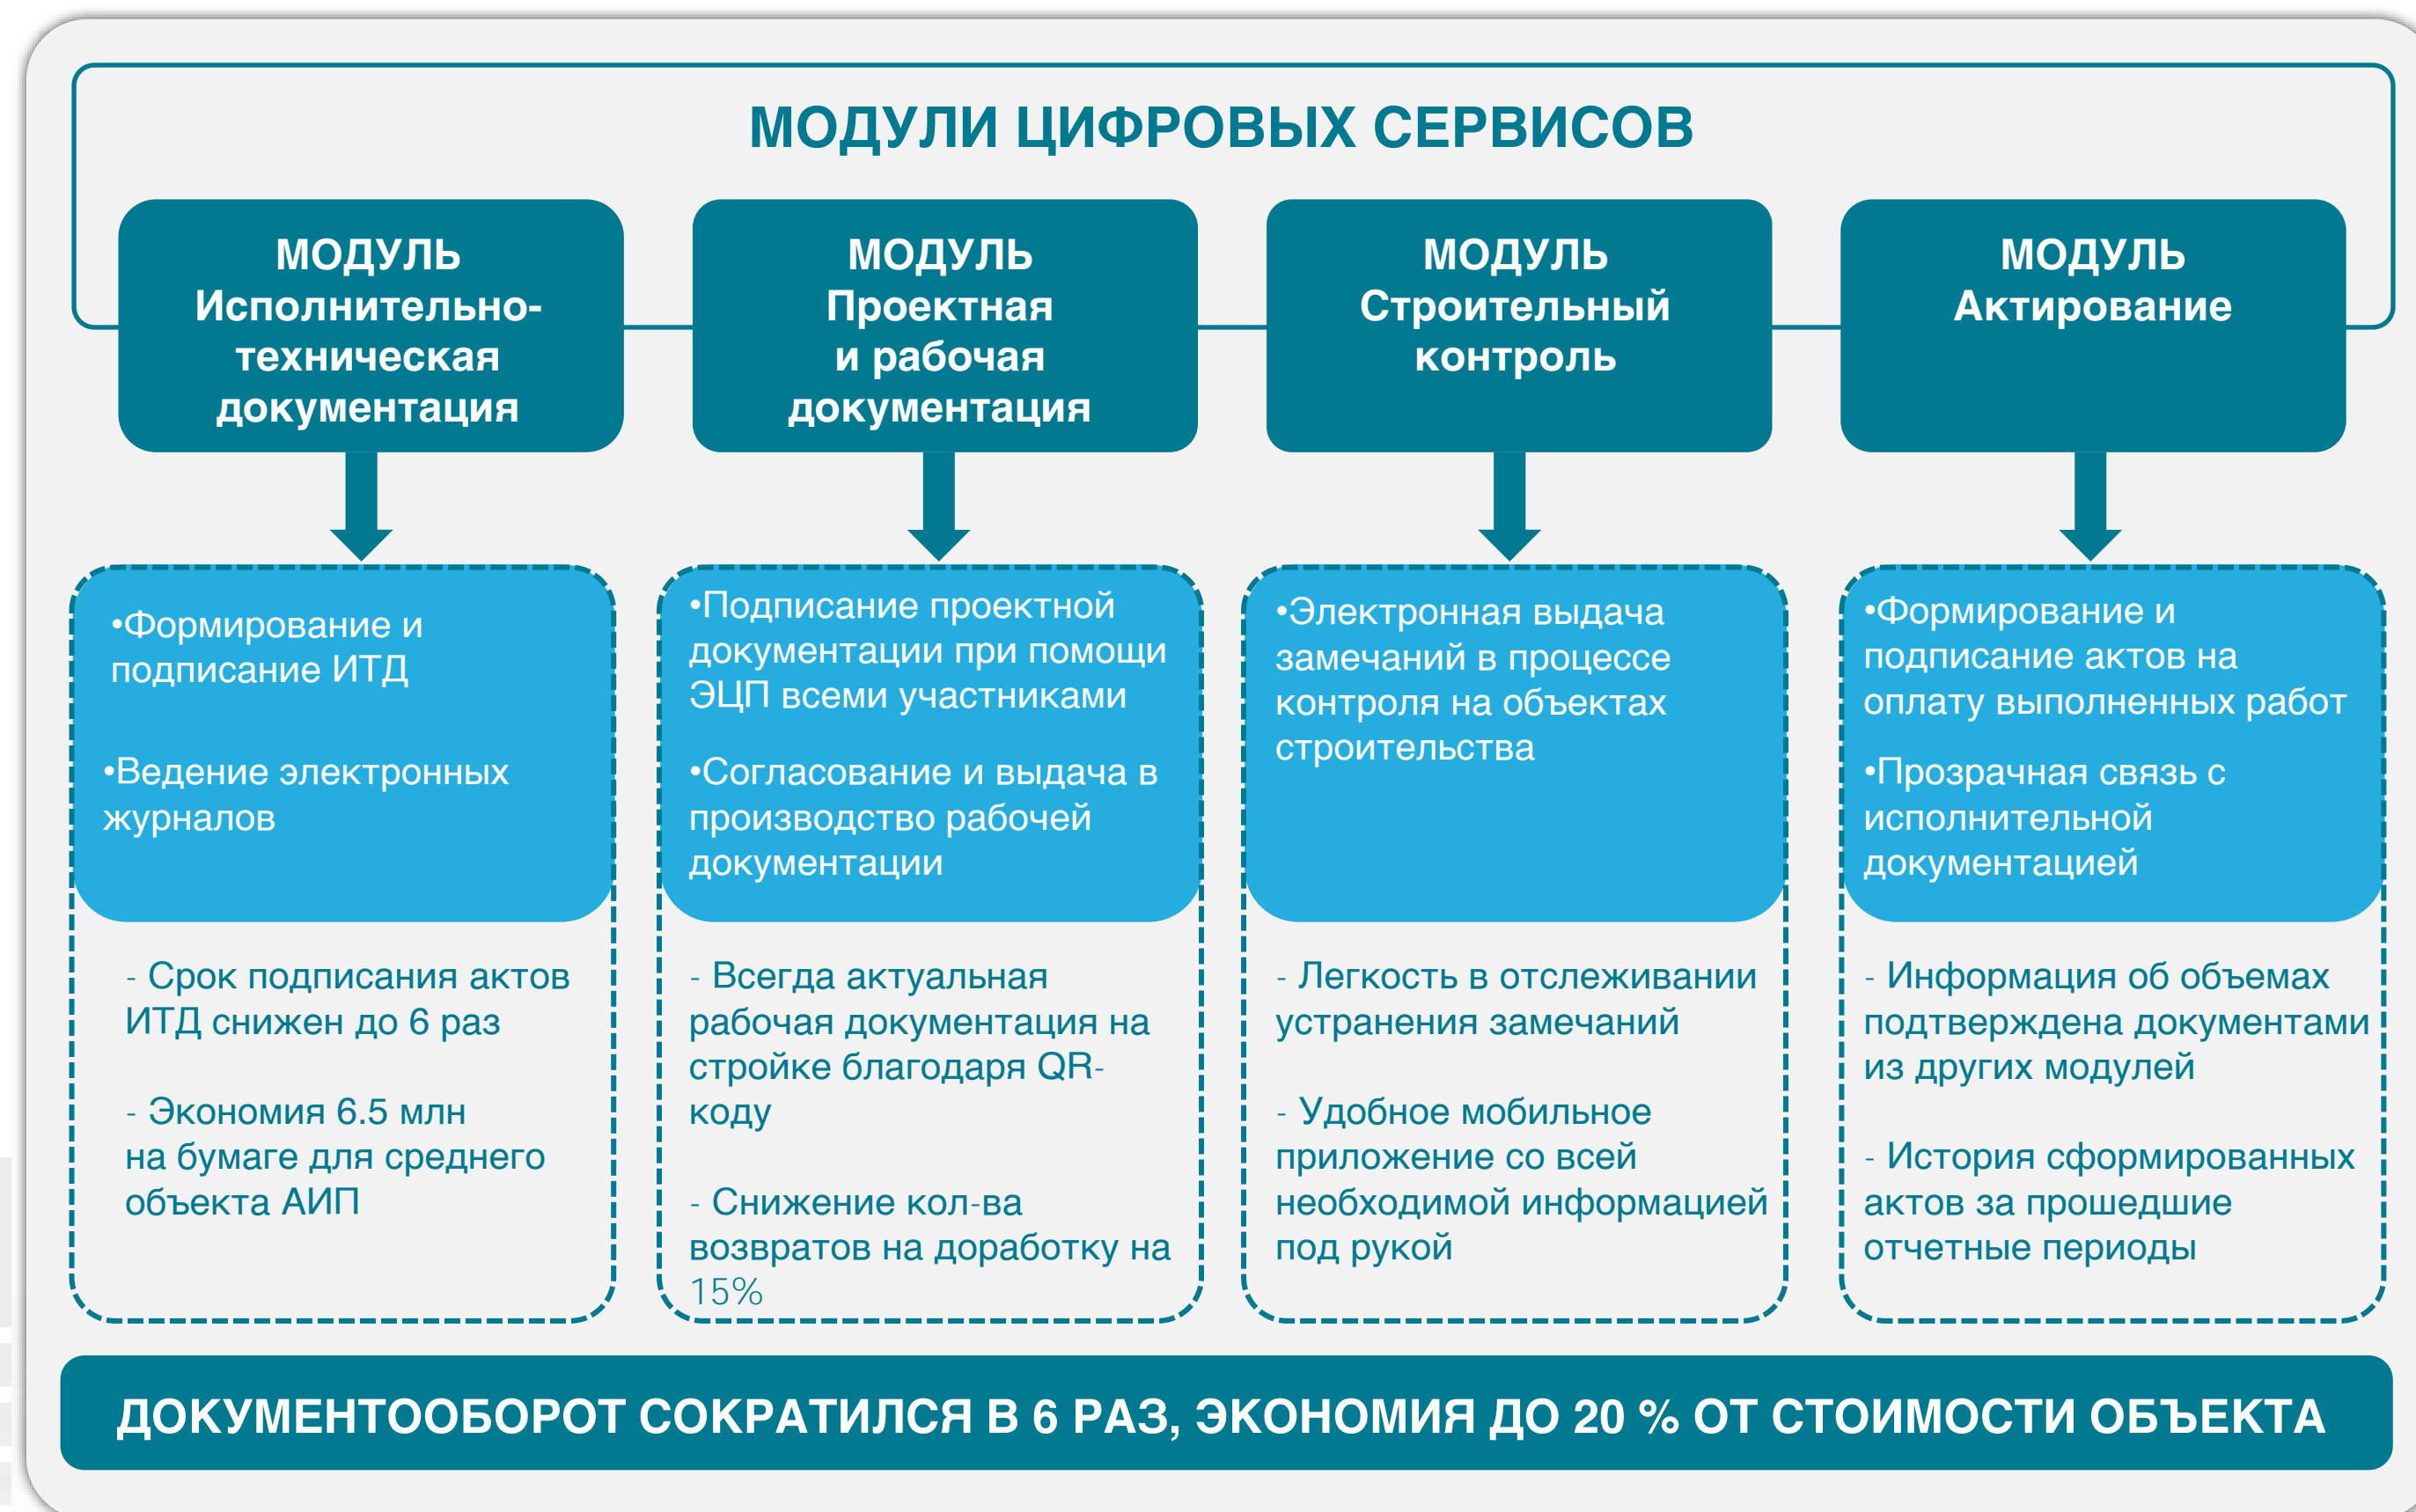 МОДУЛИ ЦИФРОВЫХ СЕРВИСОВ
МОДУЛЬ
Исполнительно-
техническая
документация
МОДУЛЬ
Проектная
и рабочая
документация
МОДУЛЬ
Строительный
контроль
МОДУЛЬ
Актирование
•Формирование и
подписание ИТД
•Ведение электронных
журналов
- Срок подписания актов
ИТД снижен до 6 раз
- Экономия 6.5 млн
на бумаге для среднего
объекта АИП
•Подписание проектной
документации при помощи
ЭЦП всеми участниками
•Согласование и выдача в
производство рабочей
документации
- Всегда актуальная
рабочая документация на
стройке благодаря QR-
коду
- Снижение кол-ва
возвратов на доработку на
15%
•Электронная выдача
замечаний в процессе
контроля на объектах
строительства
- Легкость в отслеживании
устранения замечаний
- Удобное мобильное
приложение со всей
необходимой информацией
под рукой
•Формирование и
подписание актов на
оплату выполненных работ
•Прозрачная связь с
исполнительной
документацией
- Информация об объемах
подтверждена документами
из других модулей
- История сформированных
актов за прошедшие
отчетные периоды
ДОКУМЕНТООБОРОТ СОКРАТИЛСЯ В 6 РАЗ, ЭКОНОМИЯ ДО 20 % ОТ СТОИМОСТИ ОБЪЕКТА